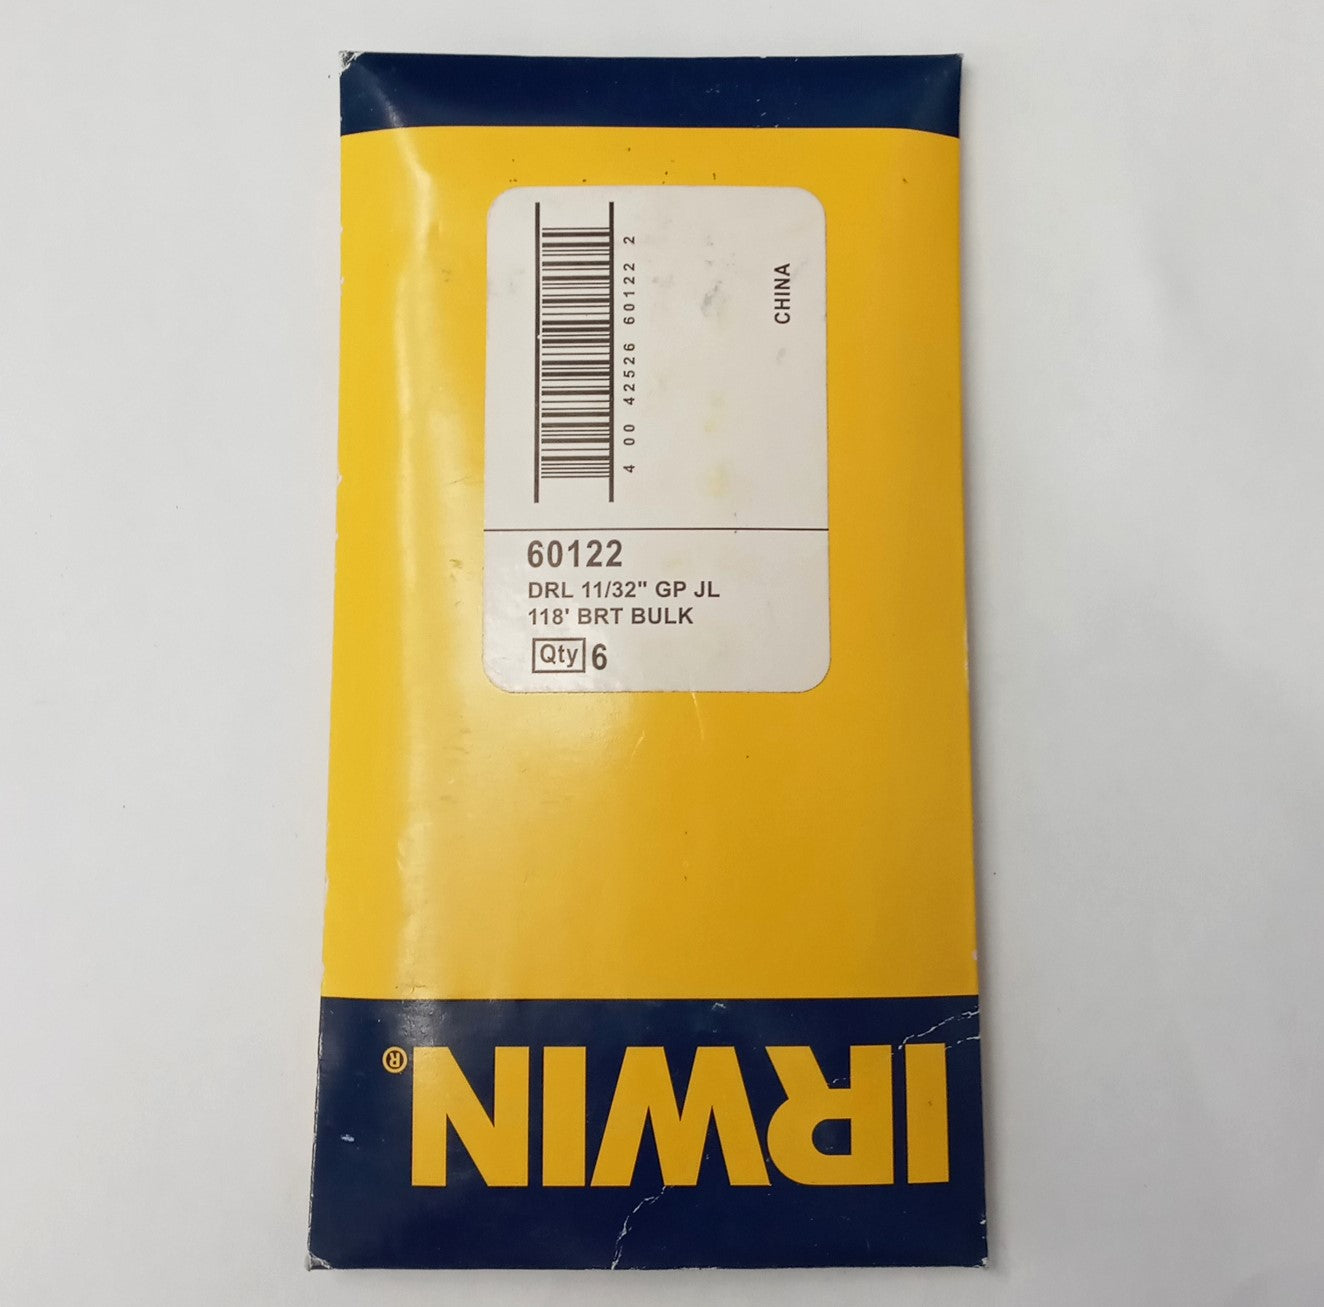 4 00 42526 60122 2
CHINA
60122
DRL 11/32" GP JL
118' BRT BULK
Qty 6
IRWIN®